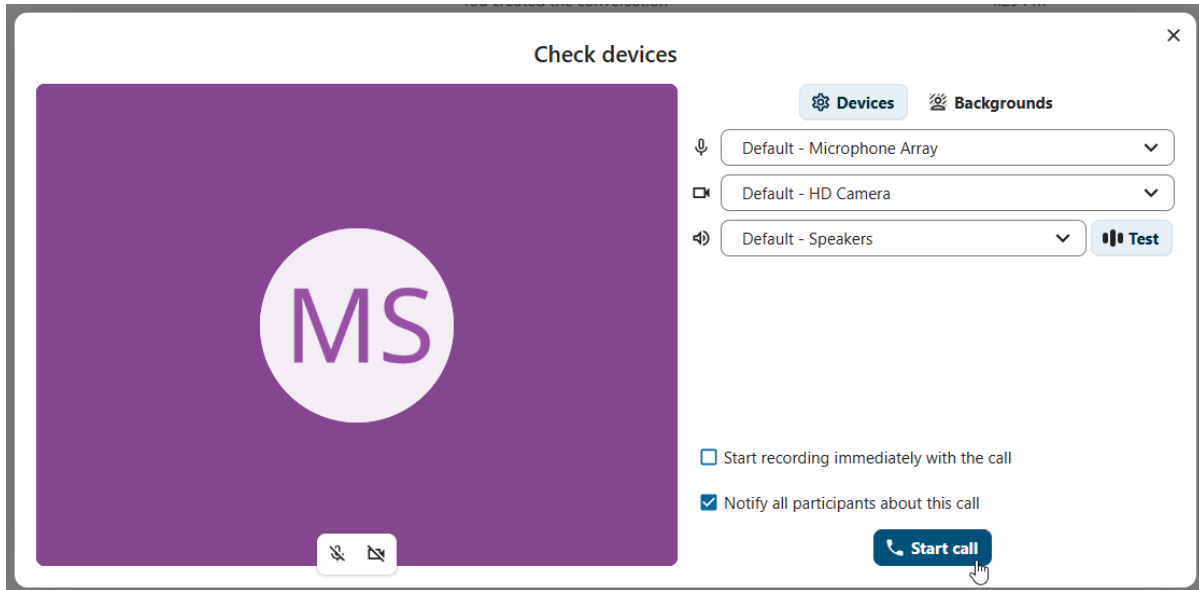 Check devices
Devices
Backgrounds
Default - Microphone Array
Default - HD Camera
Default - Speakers
Test
MS
Start recording immediately with the call
Notify all participants about this call
Start call